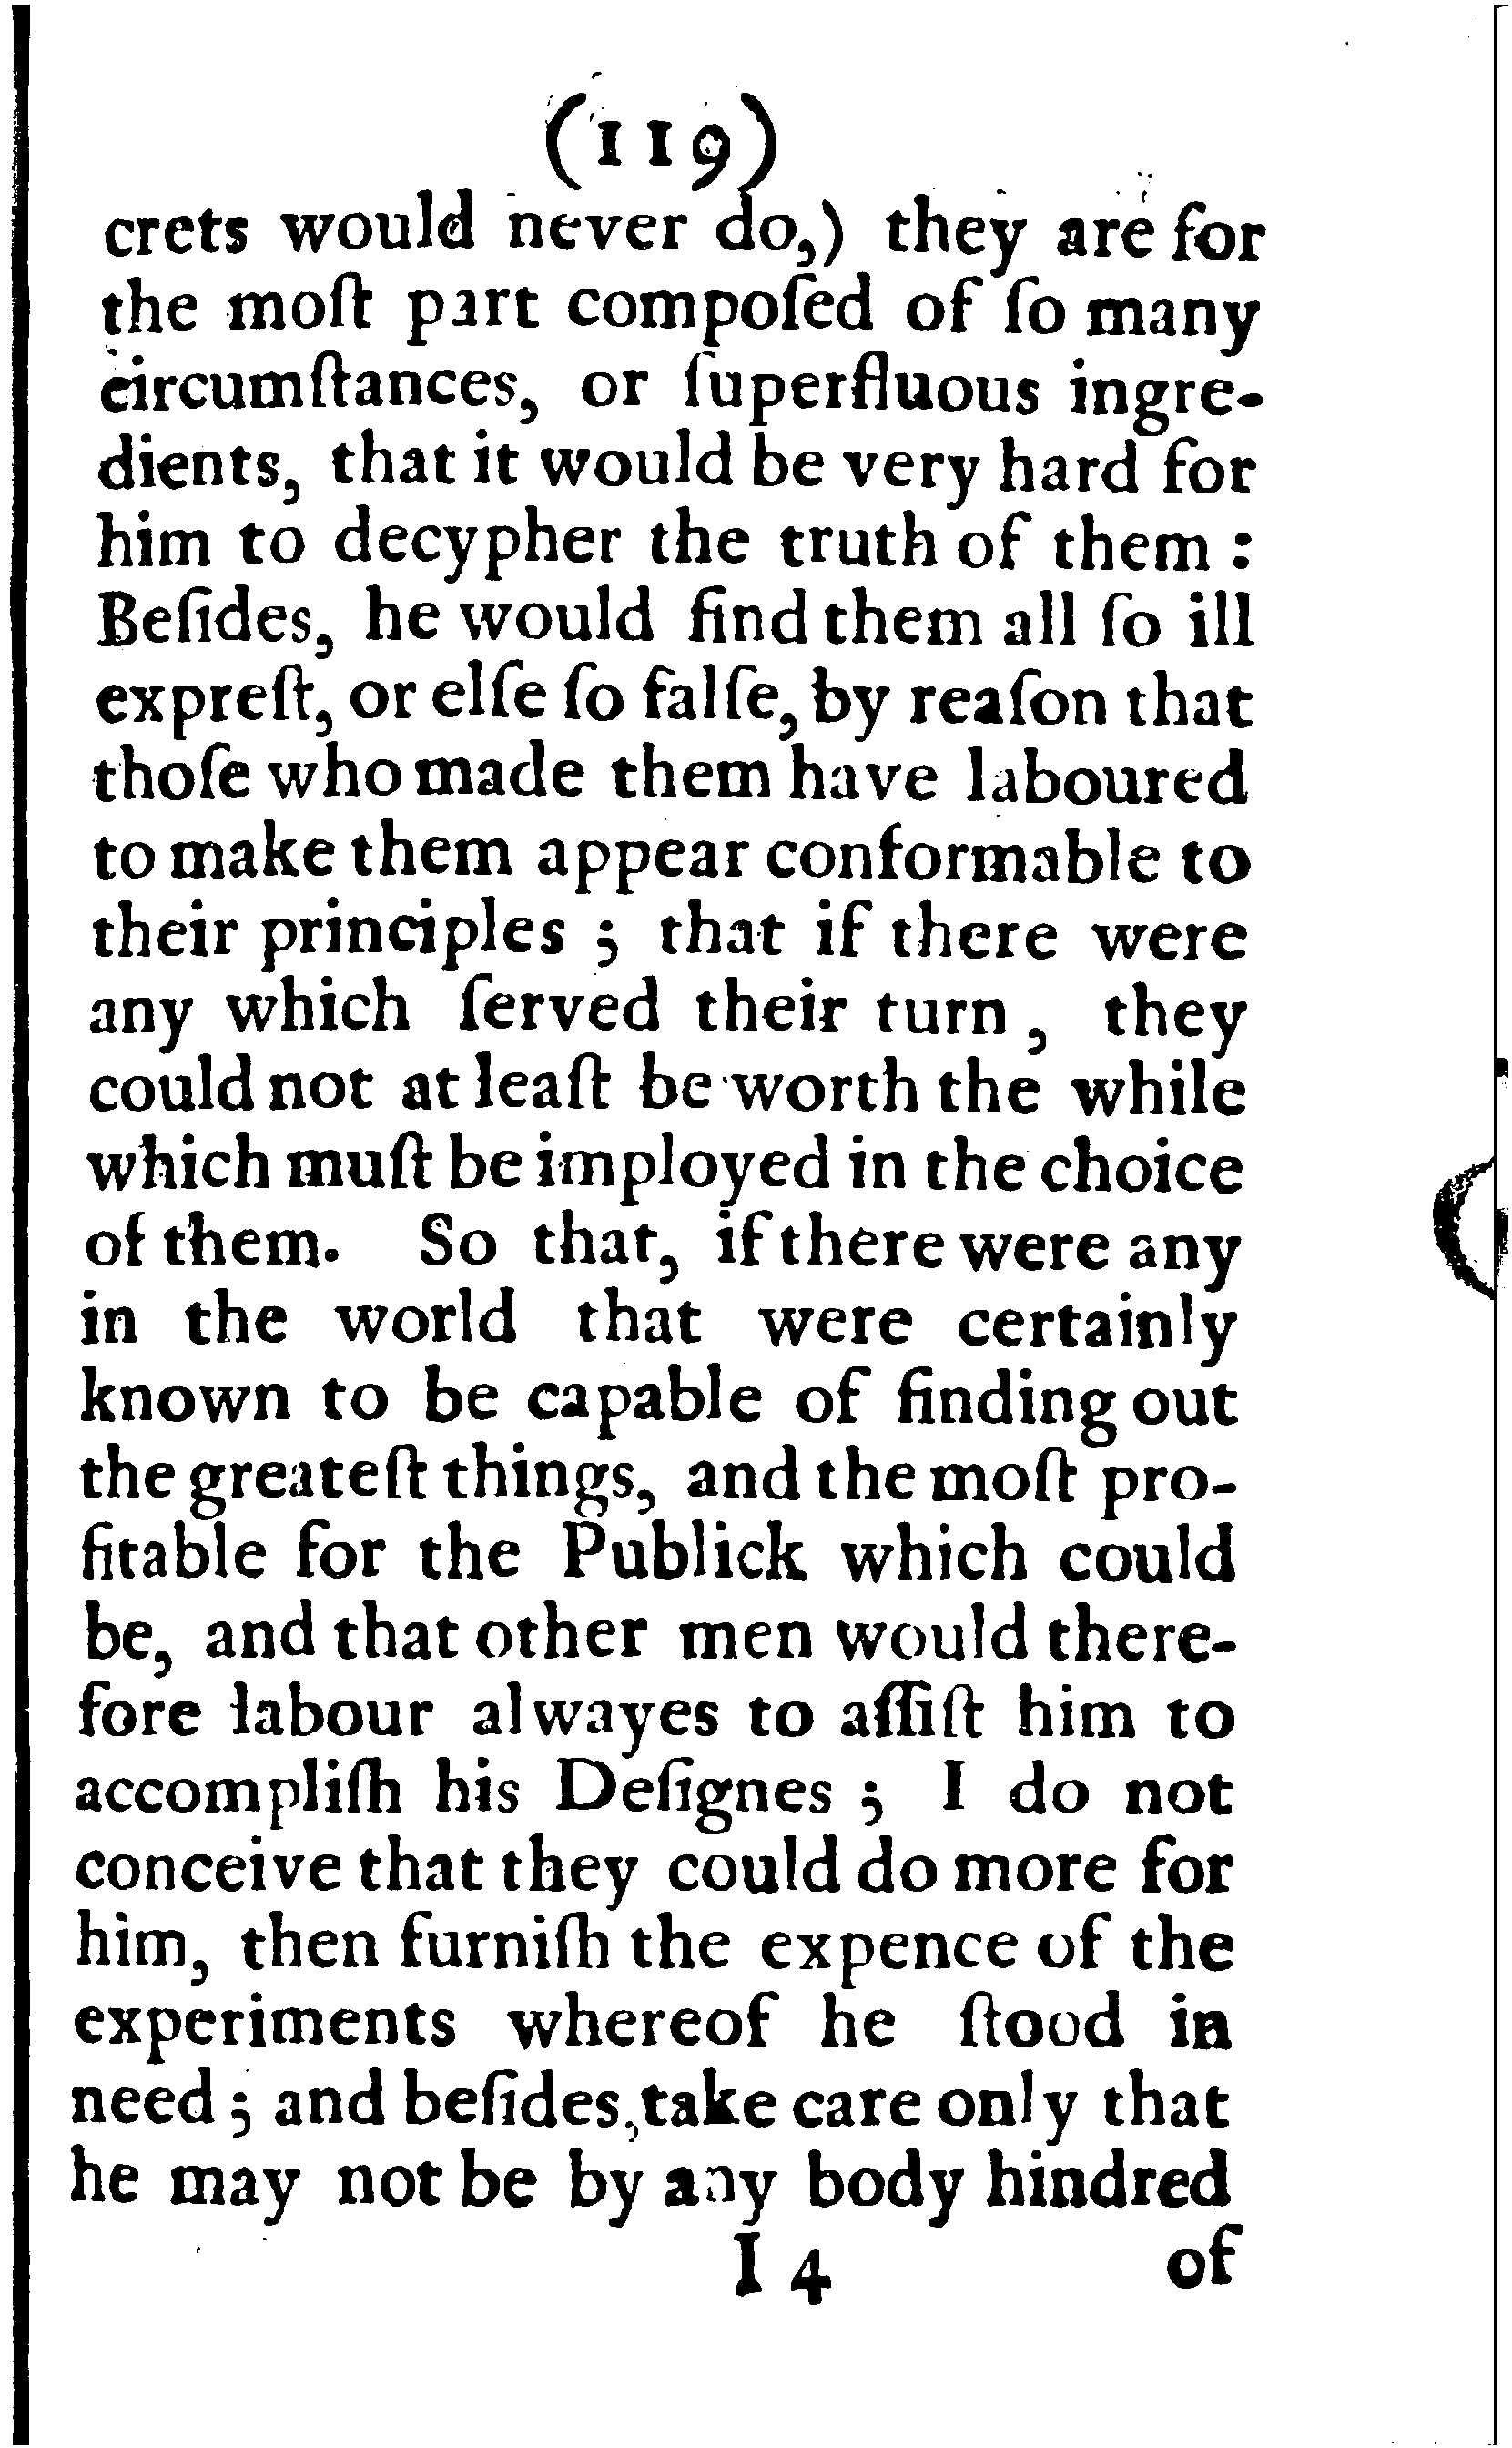 (119)
crets would never do,) they are for
the moſt part compoſed of ſo many
circumſtances, or ſuperfluous ingre-
dients, that it would be very hard for
him to decypher the truth of them :
Beſides, he would find them all ſo ill
expreſt, or elſe ſo falſe, by reaſon that
thoſe who made them have laboured
to make them appear conformable to
their principles ; that if there were
any which ſerved their turn , they
could not at leaſt be worth the while
which muſt be imployed in the choice
of them. So that, if there were any
in the world that were certainly
known to be capable of finding out
the greateſt things, and the moſt pro-
fitable for the Publick which could
be, and that other men would there-
fore labour alwayes to aſſiſt him to
accompliſh his Deſignes ; I do not
conceive that they could do more for
him, then furniſh the expence of the
experiments whereof he ſtood in
need ; and beſides, take care only that
he may not be by any body hindred
I 4 of